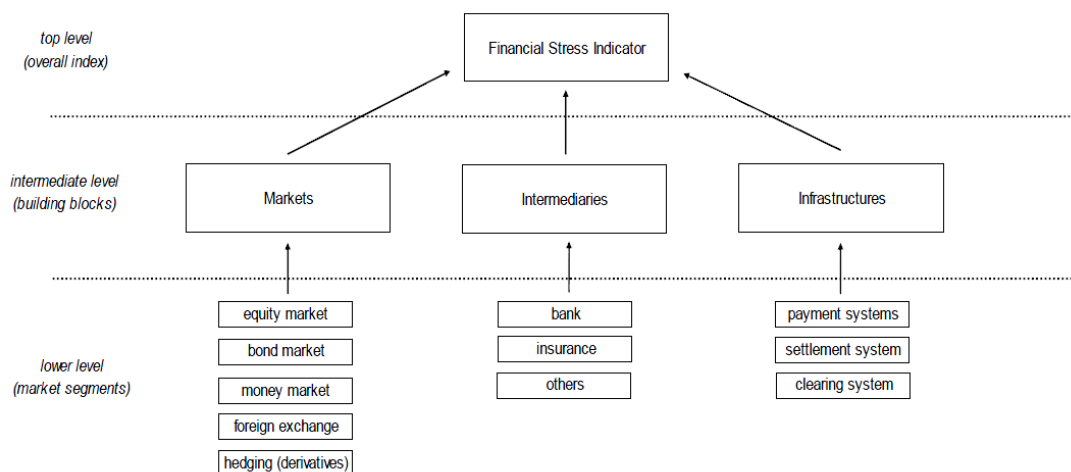 top level
(overall index)
Financial Stress Indicator
intermediate level
(building blocks)
Markets
Intermediaries
Infrastructures
lower level
(market segments)
equity market
bond market
money market
foreign exchange
hedging (derivatives)
bank
insurance
others
payment systems
settlement system
clearing system